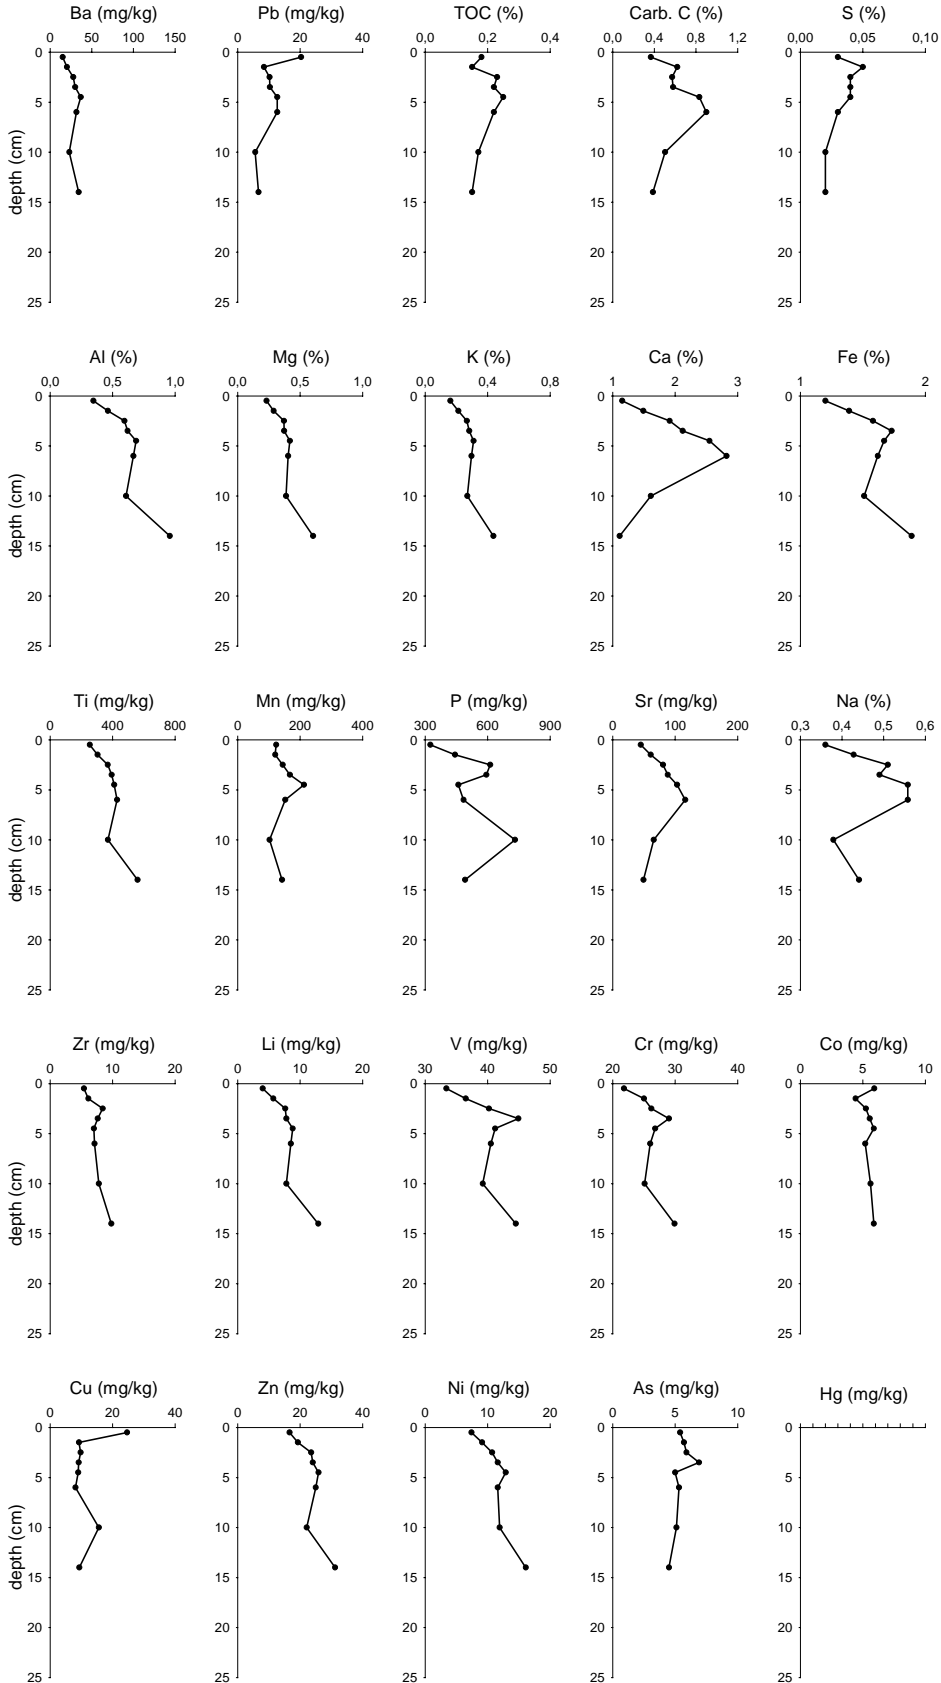 Ba (mg/kg) Pb (mg/kg) TOC (%) Carb. C (%) S (%)
0 50 100 150 0 20 40 0,0 0,2 0,4 0,0 0,4 0,8 1,2 0,00 0,05 0,10
0 0 0 0 0
5 5 5 5 5
10 10 10 10 10
15 15 15 15 15
20 20 20 20 20
25 25 25 25 25
depth (cm)
Al (%) Mg (%) K (%) Ca (%) Fe (%)
0,0 0,5 1,0 0,0 0,5 1,0 0,0 0,4 0,8 1 2 3 1 2
0 0 0 0 0
5 5 5 5 5
10 10 10 10 10
15 15 15 15 15
20 20 20 20 20
25 25 25 25 25
depth (cm)
Ti (mg/kg) Mn (mg/kg) P (mg/kg) Sr (mg/kg) Na (%)
0 400 800 0 200 400 300 600 900 0 100 200 0,3 0,4 0,5 0,6
0 0 0 0 0
5 5 5 5 5
10 10 10 10 10
15 15 15 15 15
20 20 20 20 20
25 25 25 25 25
depth (cm)
Zr (mg/kg) Li (mg/kg) V (mg/kg) Cr (mg/kg) Co (mg/kg)
0 10 20 0 10 20 30 40 50 20 30 40 0 5 10
0 0 0 0 0
5 5 5 5 5
10 10 10 10 10
15 15 15 15 15
20 20 20 20 20
25 25 25 25 25
depth (cm)
Cu (mg/kg) Zn (mg/kg) Ni (mg/kg) As (mg/kg) Hg (mg/kg)
0 20 40 0 20 40 0 10 20 0 5 10
0 0 0 0 0
5 5 5 5 5
10 10 10 10 10
15 15 15 15 15
20 20 20 20 20
25 25 25 25 25
depth (cm)